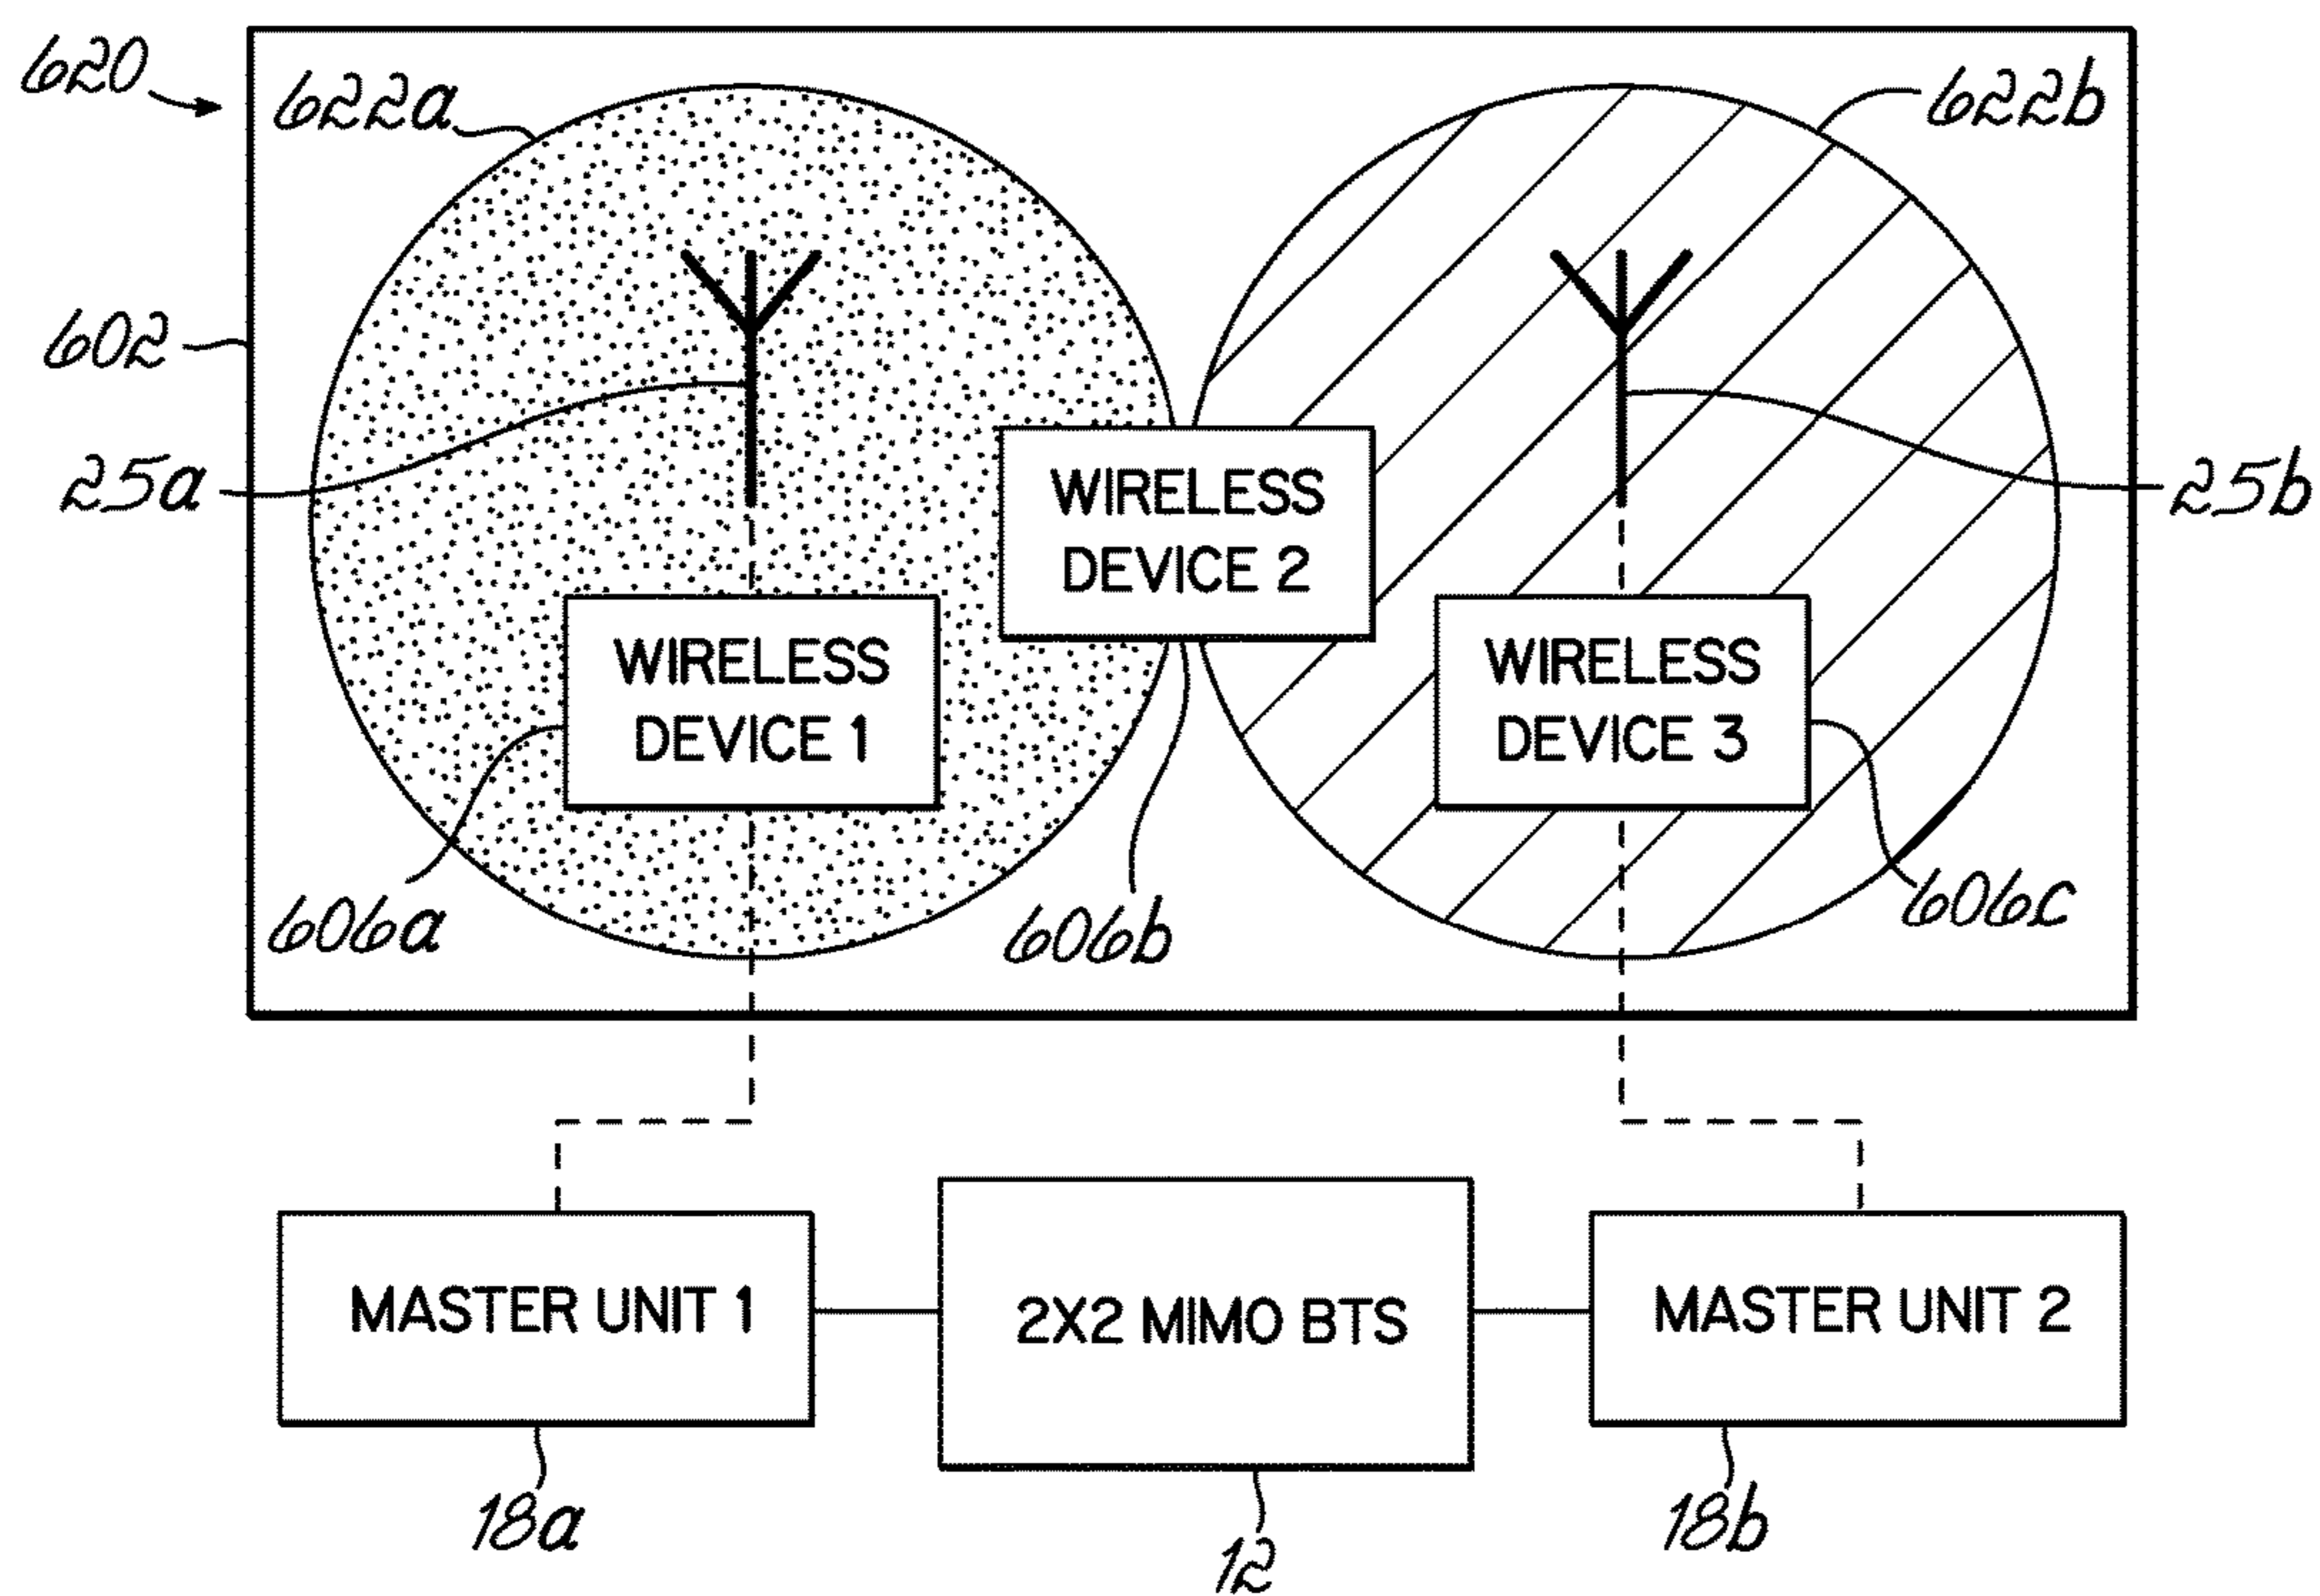 620
622a
622b
602
25a
25b
WIRELESS
DEVICE 2
WIRELESS
DEVICE 1
WIRELESS
DEVICE 3
606a
606b
606c
MASTER UNIT 1
2X2 MIMO BTS
MASTER UNIT 2
18a
12
18b